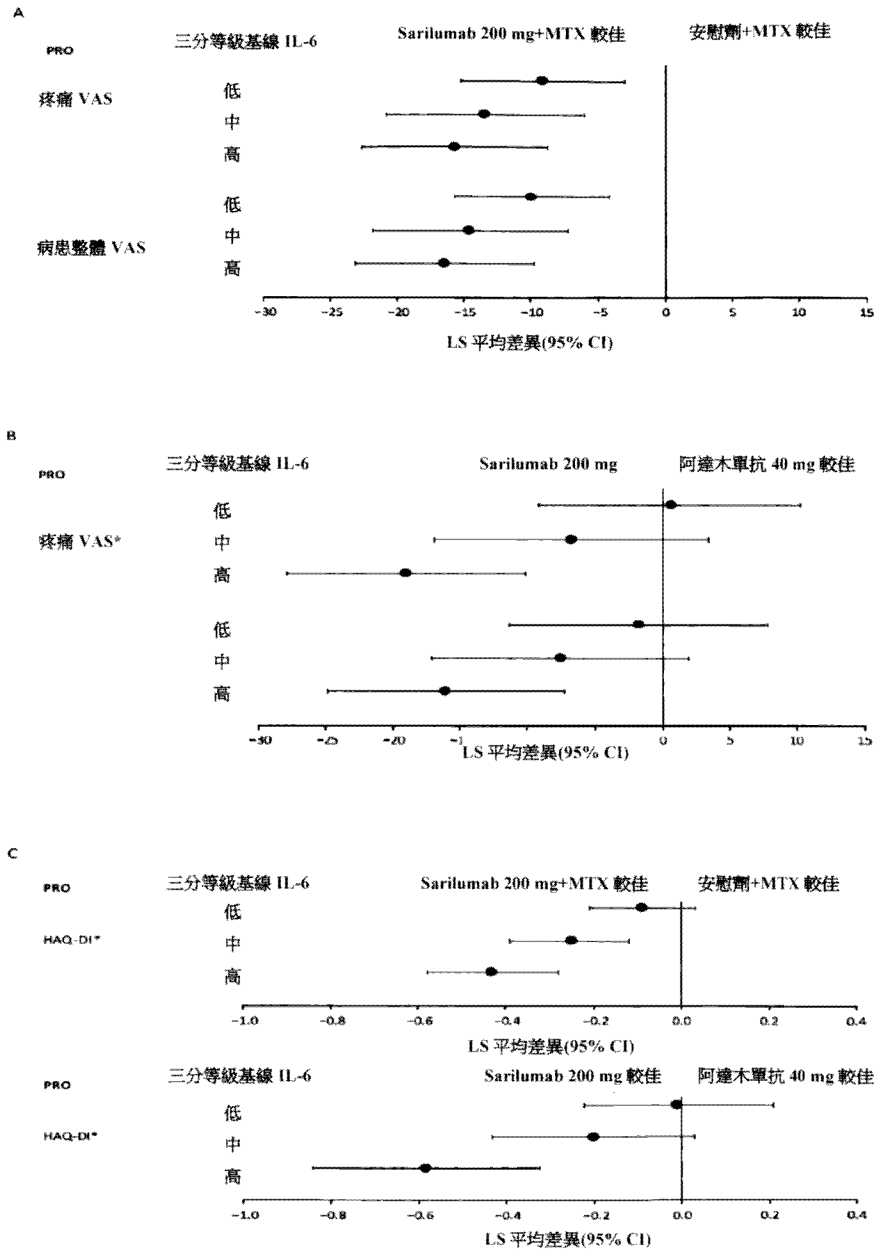 A
PRO 三分等級基線 IL-6 Sarilumab 200 mg+MTX 較佳 安慰劑+MTX 較佳
低
疼痛 VAS
中
高
低
中
病患整體 VAS
高
−30 −20 −15 −10 −5 0 5 10 15
LS 平均差異(95% CI)
B
三分等級基線 IL-6 Sarilumab 200 mg 阿達木單抗 40 mg 較佳
PRO
低
疼痛 VAS* 中
高
低
中
高
−30 −20 −1 0 5 10 15
LS 平均差異(95% CI)
C
PRO 三分等級基線 IL-6 Sarilumab 200 mg+MTX 較佳 安慰劑+MTX 較佳
低
HAQ-DI* 中
高
−1.0 −0.8 −0.6 −0.4 −0.2 0.0 0.2 0.4
LS 平均差異(95% CI)
PRO 三分等級基線 IL-6 Sarilumab 200 mg 較佳 阿達木單抗 40 mg 較佳
低
HAQ-DI* 中
高
−1.0 −0.8 −0.6 −0.4 −0.2 0.0 0.2 0.4
LS 平均差異(95% CI)